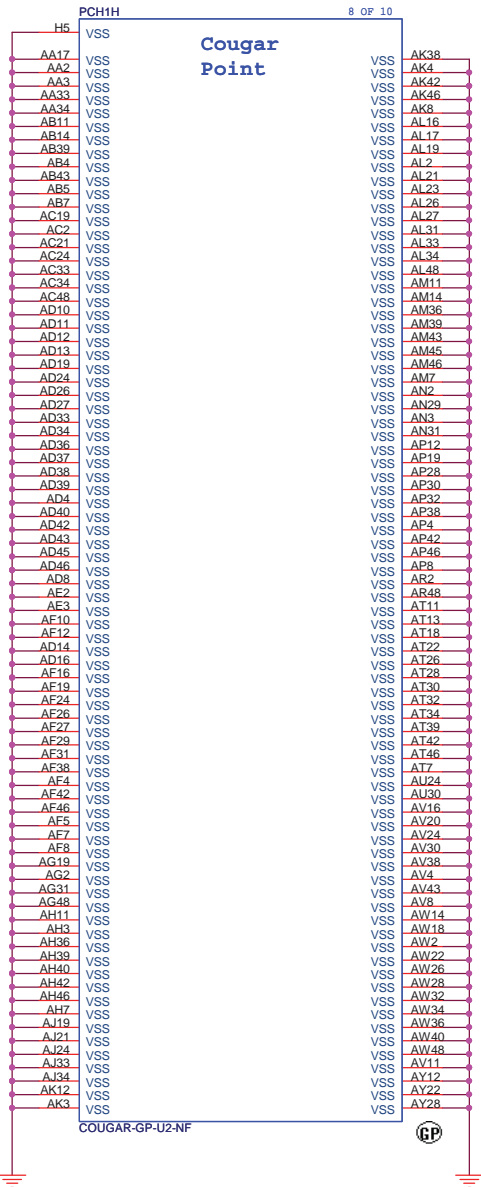 PCH1H 8 OF 10
Cougar
Point
H5 VSS
AA17 VSS VSS AK38
AA2 VSS VSS AK4
AA3 VSS VSS AK42
AA33 VSS VSS AK46
AA34 VSS VSS AK8
AB11 VSS VSS AL16
AB14 VSS VSS AL17
AB39 VSS VSS AL19
AB4 VSS VSS AL2
AB43 VSS VSS AL21
AB5 VSS VSS AL23
AB7 VSS VSS AL26
AC19 VSS VSS AL27
AC2 VSS VSS AL31
AC21 VSS VSS AL33
AC24 VSS VSS AL34
AC33 VSS VSS AL48
AC34 VSS VSS AM11
AC48 VSS VSS AM14
AD10 VSS VSS AM36
AD11 VSS VSS AM39
AD12 VSS VSS AM43
AD13 VSS VSS AM45
AD19 VSS VSS AM46
AD24 VSS VSS AM7
AD26 VSS VSS AN2
AD27 VSS VSS AN29
AD33 VSS VSS AN3
AD34 VSS VSS AN31
AD36 VSS VSS AP12
AD37 VSS VSS AP19
AD38 VSS VSS AP28
AD39 VSS VSS AP30
AD4 VSS VSS AP32
AD40 VSS VSS AP38
AD42 VSS VSS AP4
AD43 VSS VSS AP42
AD45 VSS VSS AP46
AD46 VSS VSS AP8
AD8 VSS VSS AR2
AE2 VSS VSS AR48
AE3 VSS VSS AT11
AF10 VSS VSS AT13
AF12 VSS VSS AT18
AD14 VSS VSS AT22
AD16 VSS VSS AT26
AF16 VSS VSS AT28
AF19 VSS VSS AT30
AF24 VSS VSS AT32
AF26 VSS VSS AT34
AF27 VSS VSS AT39
AF29 VSS VSS AT42
AF31 VSS VSS AT46
AF38 VSS VSS AT7
AF4 VSS VSS AU24
AF42 VSS VSS AU30
AF46 VSS VSS AV16
AF5 VSS VSS AV20
AF7 VSS VSS AV24
AF8 VSS VSS AV30
AG19 VSS VSS AV38
AG2 VSS VSS AV4
AG31 VSS VSS AV43
AG48 VSS VSS AV8
AH11 VSS VSS AW14
AH3 VSS VSS AW18
AH36 VSS VSS AW2
AH39 VSS VSS AW22
AH40 VSS VSS AW26
AH42 VSS VSS AW28
AH46 VSS VSS AW32
AH7 VSS VSS AW34
AJ19 VSS VSS AW36
AJ21 VSS VSS AW40
AJ24 VSS VSS AW48
AJ33 VSS VSS AV11
AJ34 VSS VSS AY12
AK12 VSS VSS AY22
AK3 VSS VSS AY28
COUGAR-GP-U2-NF GP